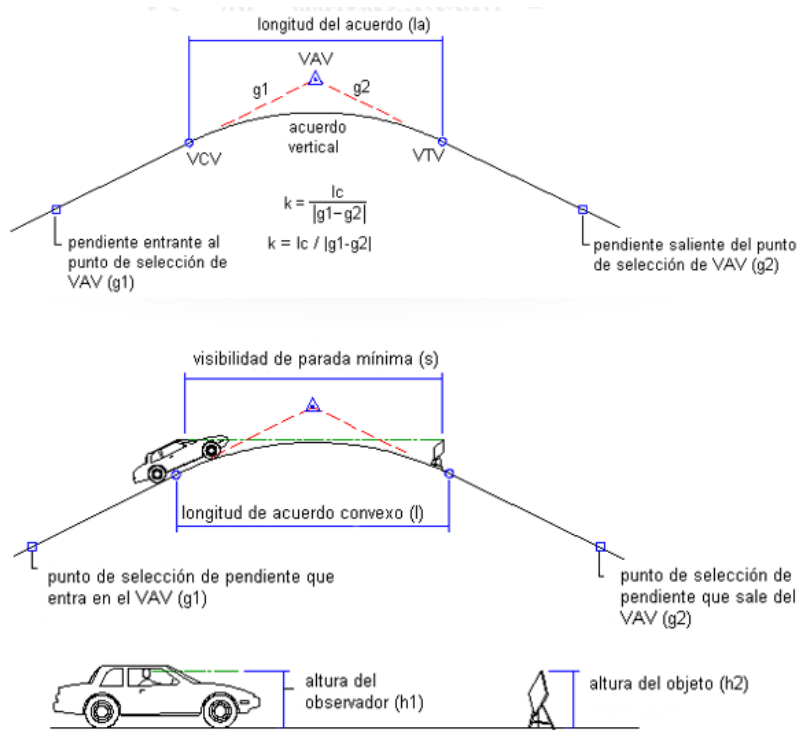 longitud del acuerdo (la)
VAV
g1
g2
acuerdo
vertical
VCV
VTV
k = lc
|g1-g2|
k = lc / |g1-g2|
pendiente entrante al
punto de selección de
VAV (g1)
pendiente saliente del punto
de selección de VAV (g2)
visibilidad de parada mínima (s)
longitud de acuerdo convexo (l)
punto de selección de pendiente que
entra en el VAV (g1)
punto de selección de
pendiente que sale del
VAV (g2)
altura del
observador (h1)
altura del objeto (h2)